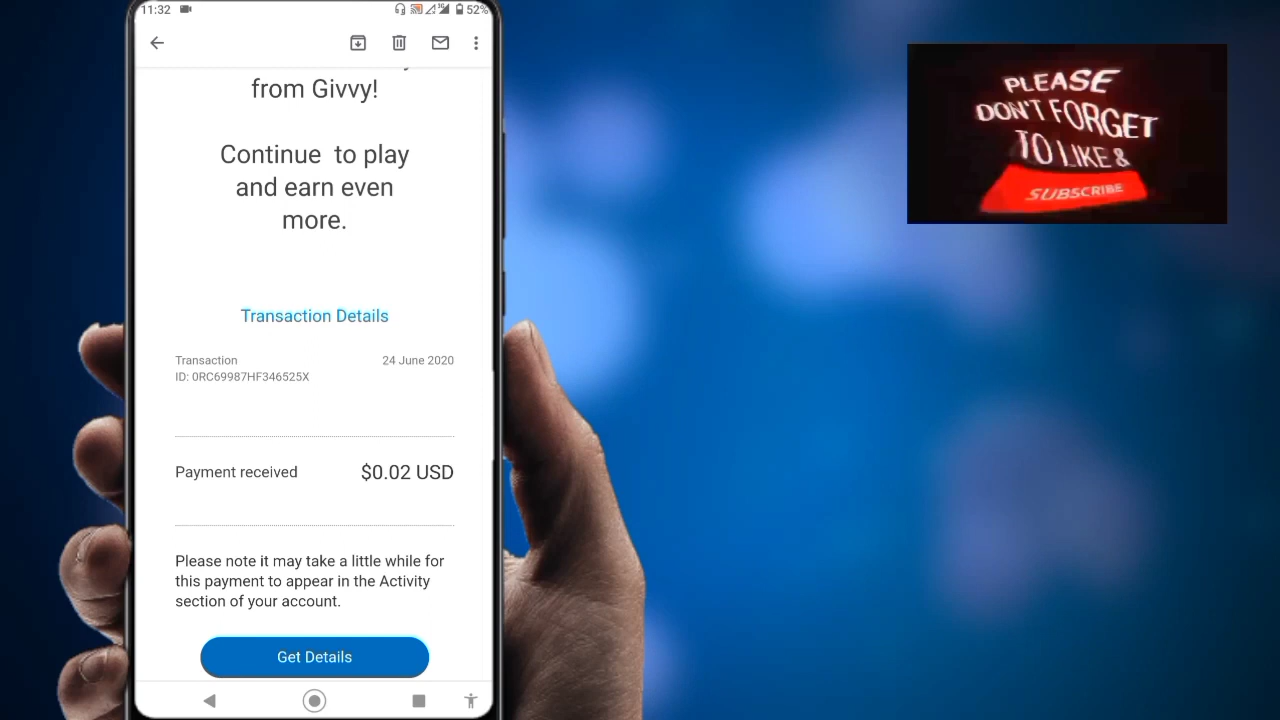 11:32
52%
from Givvy!
Continue to play
and earn even
more.
Transaction Details
Transaction
24 June 2020
ID: 0RC69987HF346525X
Payment received
$0.02 USD
Please note it may take a little while for
this payment to appear in the Activity
section of your account.
Get Details
PLEASE
DON'T FORGET
TO LIKE &
SUBSCRIBE